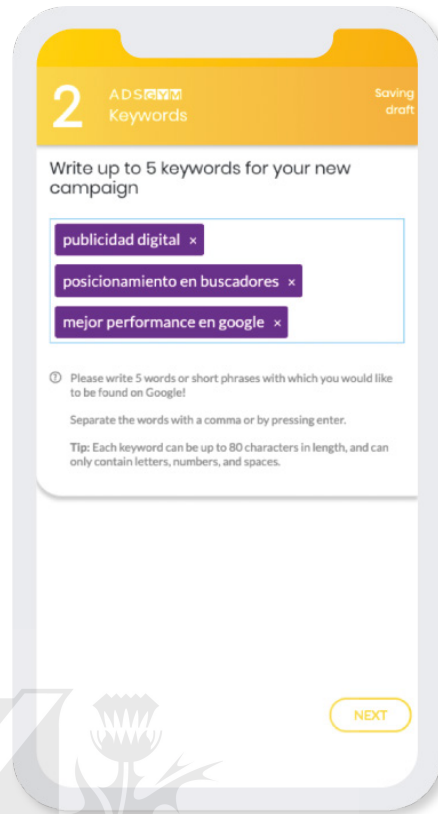 2
ADSGYM
Keywords
Saving
draft
Write up to 5 keywords for your new
campaign
publicidad digital ×
posicionamiento en buscadores ×
mejor performance en google ×
? Please write 5 words or short phrases with which you would like
to be found on Google!
Separate the words with a comma or by pressing enter.
Tip: Each keyword can be up to 80 characters in length, and can
only contain letters, numbers, and spaces.
NEXT